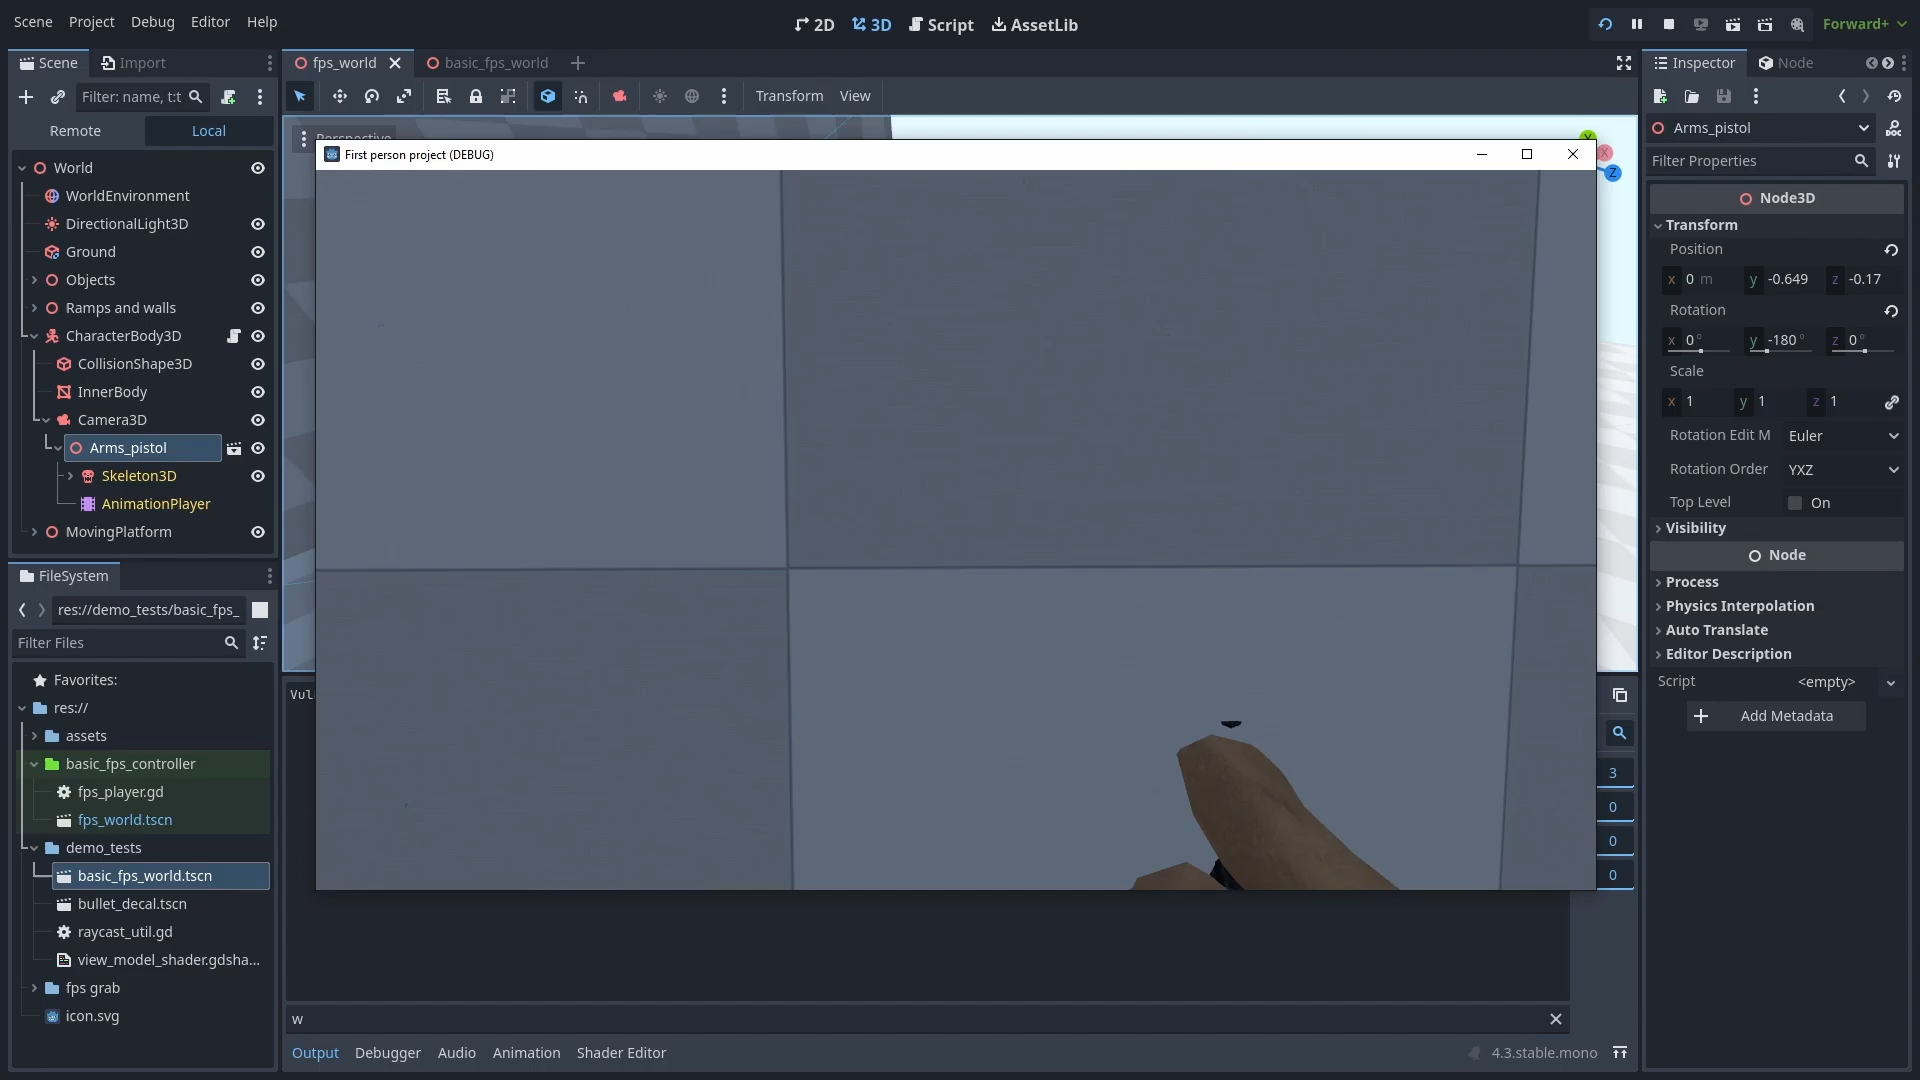 Scene Project Debug Editor Help
2D 3D Script AssetLib
Forward+
Scene Import
fps_world basic_fps_world
Inspector Node
Filter: name, t:t
Transform View
Remote Local
Perspective
Arms_pistol
Y
X
Z
First person project (DEBUG)
Filter Properties
World
WorldEnvironment
DirectionalLight3D
Ground
Objects
Ramps and walls
CharacterBody3D
CollisionShape3D
InnerBody
Camera3D
Arms_pistol
Skeleton3D
AnimationPlayer
MovingPlatform
Node3D
Transform
Position
x 0 m y -0.649 z -0.17
Rotation
x 0° y -180° z 0°
Scale
x 1 y 1 z 1
Rotation Edit M Euler
Rotation Order YXZ
Top Level On
Visibility
Node
Process
Physics Interpolation
Auto Translate
Editor Description
Script <empty>
Add Metadata
FileSystem
res://demo_tests/basic_fps_
Filter Files
Favorites:
res://
assets
basic_fps_controller
fps_player.gd
fps_world.tscn
demo_tests
basic_fps_world.tscn
bullet_decal.tscn
raycast_util.gd
view_model_shader.gdsha...
fps grab
icon.svg
Vul
3
0
0
0
w
Output Debugger Audio Animation Shader Editor
4.3.stable.mono